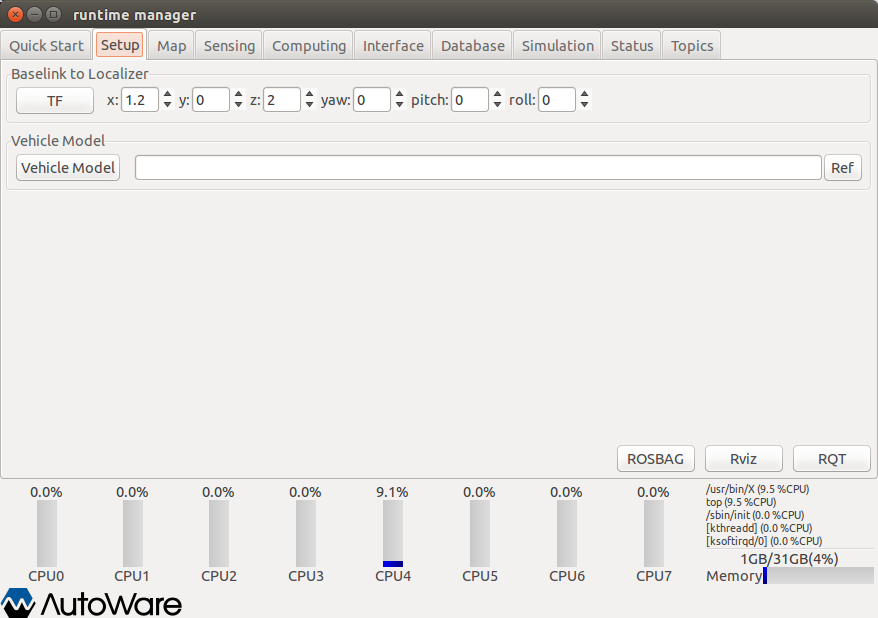 runtime manager
Quick Start Setup Map Sensing Computing Interface Database Simulation Status Topics
Baselink to Localizer
TF x: 1.2 y: 0 z: 2 yaw: 0 pitch: 0 roll: 0
Vehicle Model
Vehicle Model Ref
ROSBAG Rviz RQT
0.0% 0.0% 0.0% 0.0% 9.1% 0.0% 0.0% 0.0%
CPU0 CPU1 CPU2 CPU3 CPU4 CPU5 CPU6 CPU7
/usr/bin/X (9.5 %CPU)
top (9.5 %CPU)
/sbin/init (0.0 %CPU)
[kthreadd] (0.0 %CPU)
[ksoftirqd/0] (0.0 %CPU)
1GB/31GB(4%)
Memory
AutoWare